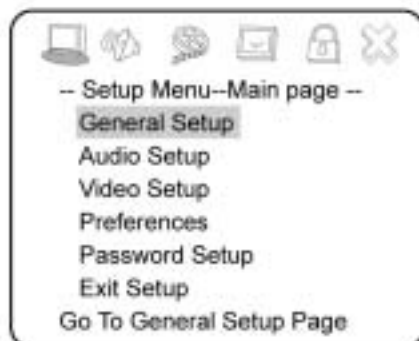 -- Setup Menu--Main page --
General Setup
Audio Setup
Video Setup
Preferences
Password Setup
Exit Setup
Go To General Setup Page